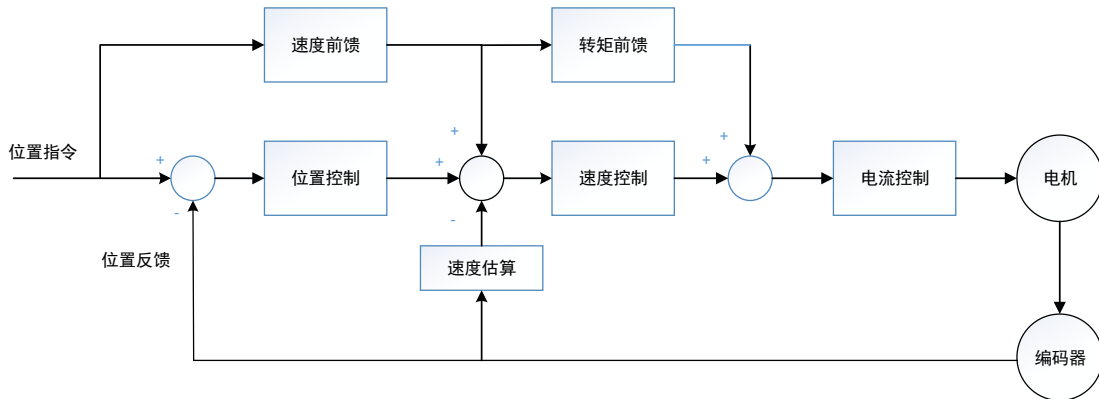 速度前馈
转矩前馈
+
+
位置指令
+
+
+
位置控制
速度控制
电流控制
电机
-
-
位置反馈
速度估算
编码器